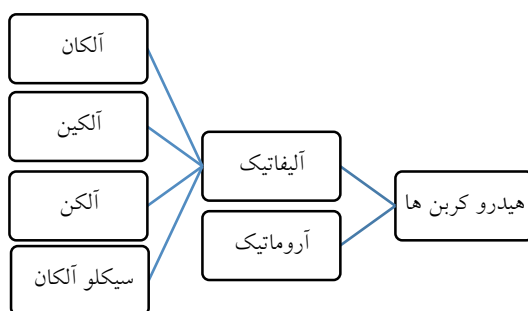 هیدرو کربن ها
آلیفاتیک
آروماتیک
آلکان
آلکین
آلکن
سیکلو آلکان